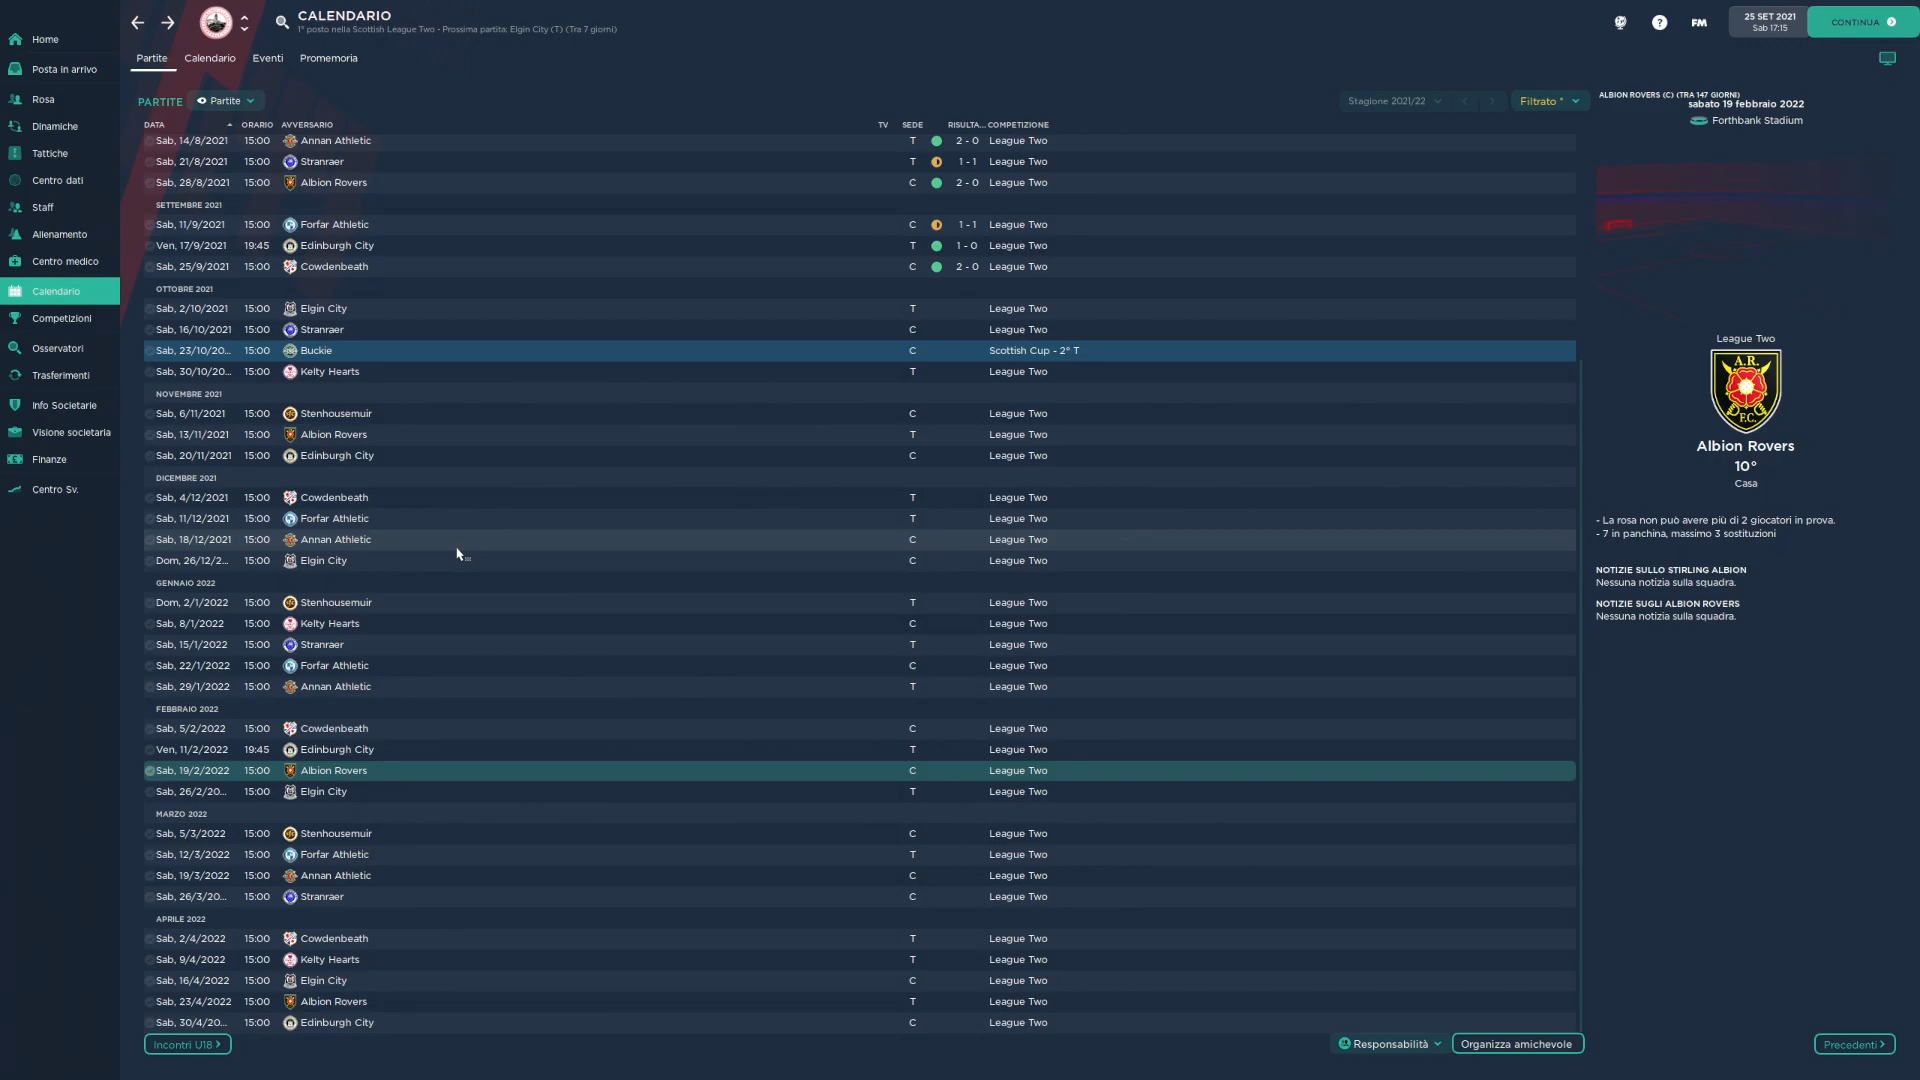 CALENDARIO
1° posto nella Scottish League Two - Prossima partita: Elgin City (T) (Tra 7 giorni)
25 SET 2021
Sab 17:15
CONTINUA
FM
Home
Posta in arrivo
Rosa
Dinamiche
Tattiche
Centro dati
Staff
Allenamento
Centro medico
Calendario
Competizioni
Osservatori
Trasferimenti
Info Societarie
Visione societaria
Finanze
Centro Sv.
Partite Calendario Eventi Promemoria
PARTITE Partite Stagione 2021/22 Filtrato *
DATA ORARIO AVVERSARIO TV SEDE RISULTA... COMPETIZIONE
Sab, 14/8/2021 15:00 Annan Athletic T 2 - 0 League Two
Sab, 21/8/2021 15:00 Stranraer T 1 - 1 League Two
Sab, 28/8/2021 15:00 Albion Rovers C 2 - 0 League Two
SETTEMBRE 2021
Sab, 11/9/2021 15:00 Forfar Athletic C 1 - 1 League Two
Ven, 17/9/2021 19:45 Edinburgh City T 1 - 0 League Two
Sab, 25/9/2021 15:00 Cowdenbeath C 2 - 0 League Two
OTTOBRE 2021
Sab, 2/10/2021 15:00 Elgin City T League Two
Sab, 16/10/2021 15:00 Stranraer C League Two
Sab, 23/10/20... 15:00 Buckie C Scottish Cup - 2° T
Sab, 30/10/20... 15:00 Kelty Hearts T League Two
NOVEMBRE 2021
Sab, 6/11/2021 15:00 Stenhousemuir C League Two
Sab, 13/11/2021 15:00 Albion Rovers T League Two
Sab, 20/11/2021 15:00 Edinburgh City C League Two
DICEMBRE 2021
Sab, 4/12/2021 15:00 Cowdenbeath T League Two
Sab, 11/12/2021 15:00 Forfar Athletic T League Two
Sab, 18/12/2021 15:00 Annan Athletic C League Two
Dom, 26/12/2... 15:00 Elgin City C League Two
GENNAIO 2022
Dom, 2/1/2022 15:00 Stenhousemuir T League Two
Sab, 8/1/2022 15:00 Kelty Hearts C League Two
Sab, 15/1/2022 15:00 Stranraer T League Two
Sab, 22/1/2022 15:00 Forfar Athletic C League Two
Sab, 29/1/2022 15:00 Annan Athletic T League Two
FEBBRAIO 2022
Sab, 5/2/2022 15:00 Cowdenbeath C League Two
Ven, 11/2/2022 19:45 Edinburgh City T League Two
Sab, 19/2/2022 15:00 Albion Rovers C League Two
Sab, 26/2/20... 15:00 Elgin City T League Two
MARZO 2022
Sab, 5/3/2022 15:00 Stenhousemuir C League Two
Sab, 12/3/2022 15:00 Forfar Athletic T League Two
Sab, 19/3/2022 15:00 Annan Athletic C League Two
Sab, 26/3/20... 15:00 Stranraer C League Two
APRILE 2022
Sab, 2/4/2022 15:00 Cowdenbeath T League Two
Sab, 9/4/2022 15:00 Kelty Hearts T League Two
Sab, 16/4/2022 15:00 Elgin City C League Two
Sab, 23/4/2022 15:00 Albion Rovers T League Two
Sab, 30/4/20... 15:00 Edinburgh City C League Two
Incontri U18 Responsabilità Organizza amichevole
ALBION ROVERS (C) (TRA 147 GIORNI)
sabato 19 febbraio 2022
Forthbank Stadium
League Two
A.R.
F.C.
Albion Rovers
10°
Casa
- La rosa non può avere più di 2 giocatori in prova.
- 7 in panchina, massimo 3 sostituzioni
NOTIZIE SULLO STIRLING ALBION
Nessuna notizia sulla squadra.
NOTIZIE SUGLI ALBION ROVERS
Nessuna notizia sulla squadra.
Precedenti